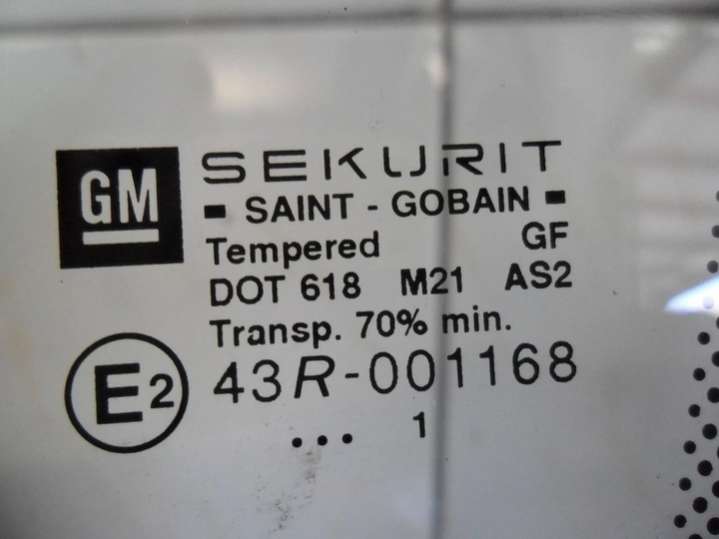 GM
SEKURIT
SAINT - GOBAIN
Tempered GF
DOT 618 M21 AS2
Transp. 70% min.
E2 43R-001168
... 1